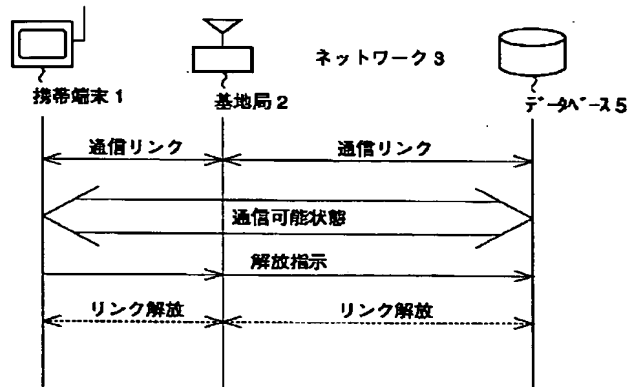 ネットワーク3
携帯端末1
基地局2
データベース5
通信リンク
通信リンク
通信可能状態
解放指示
リンク解放
リンク解放